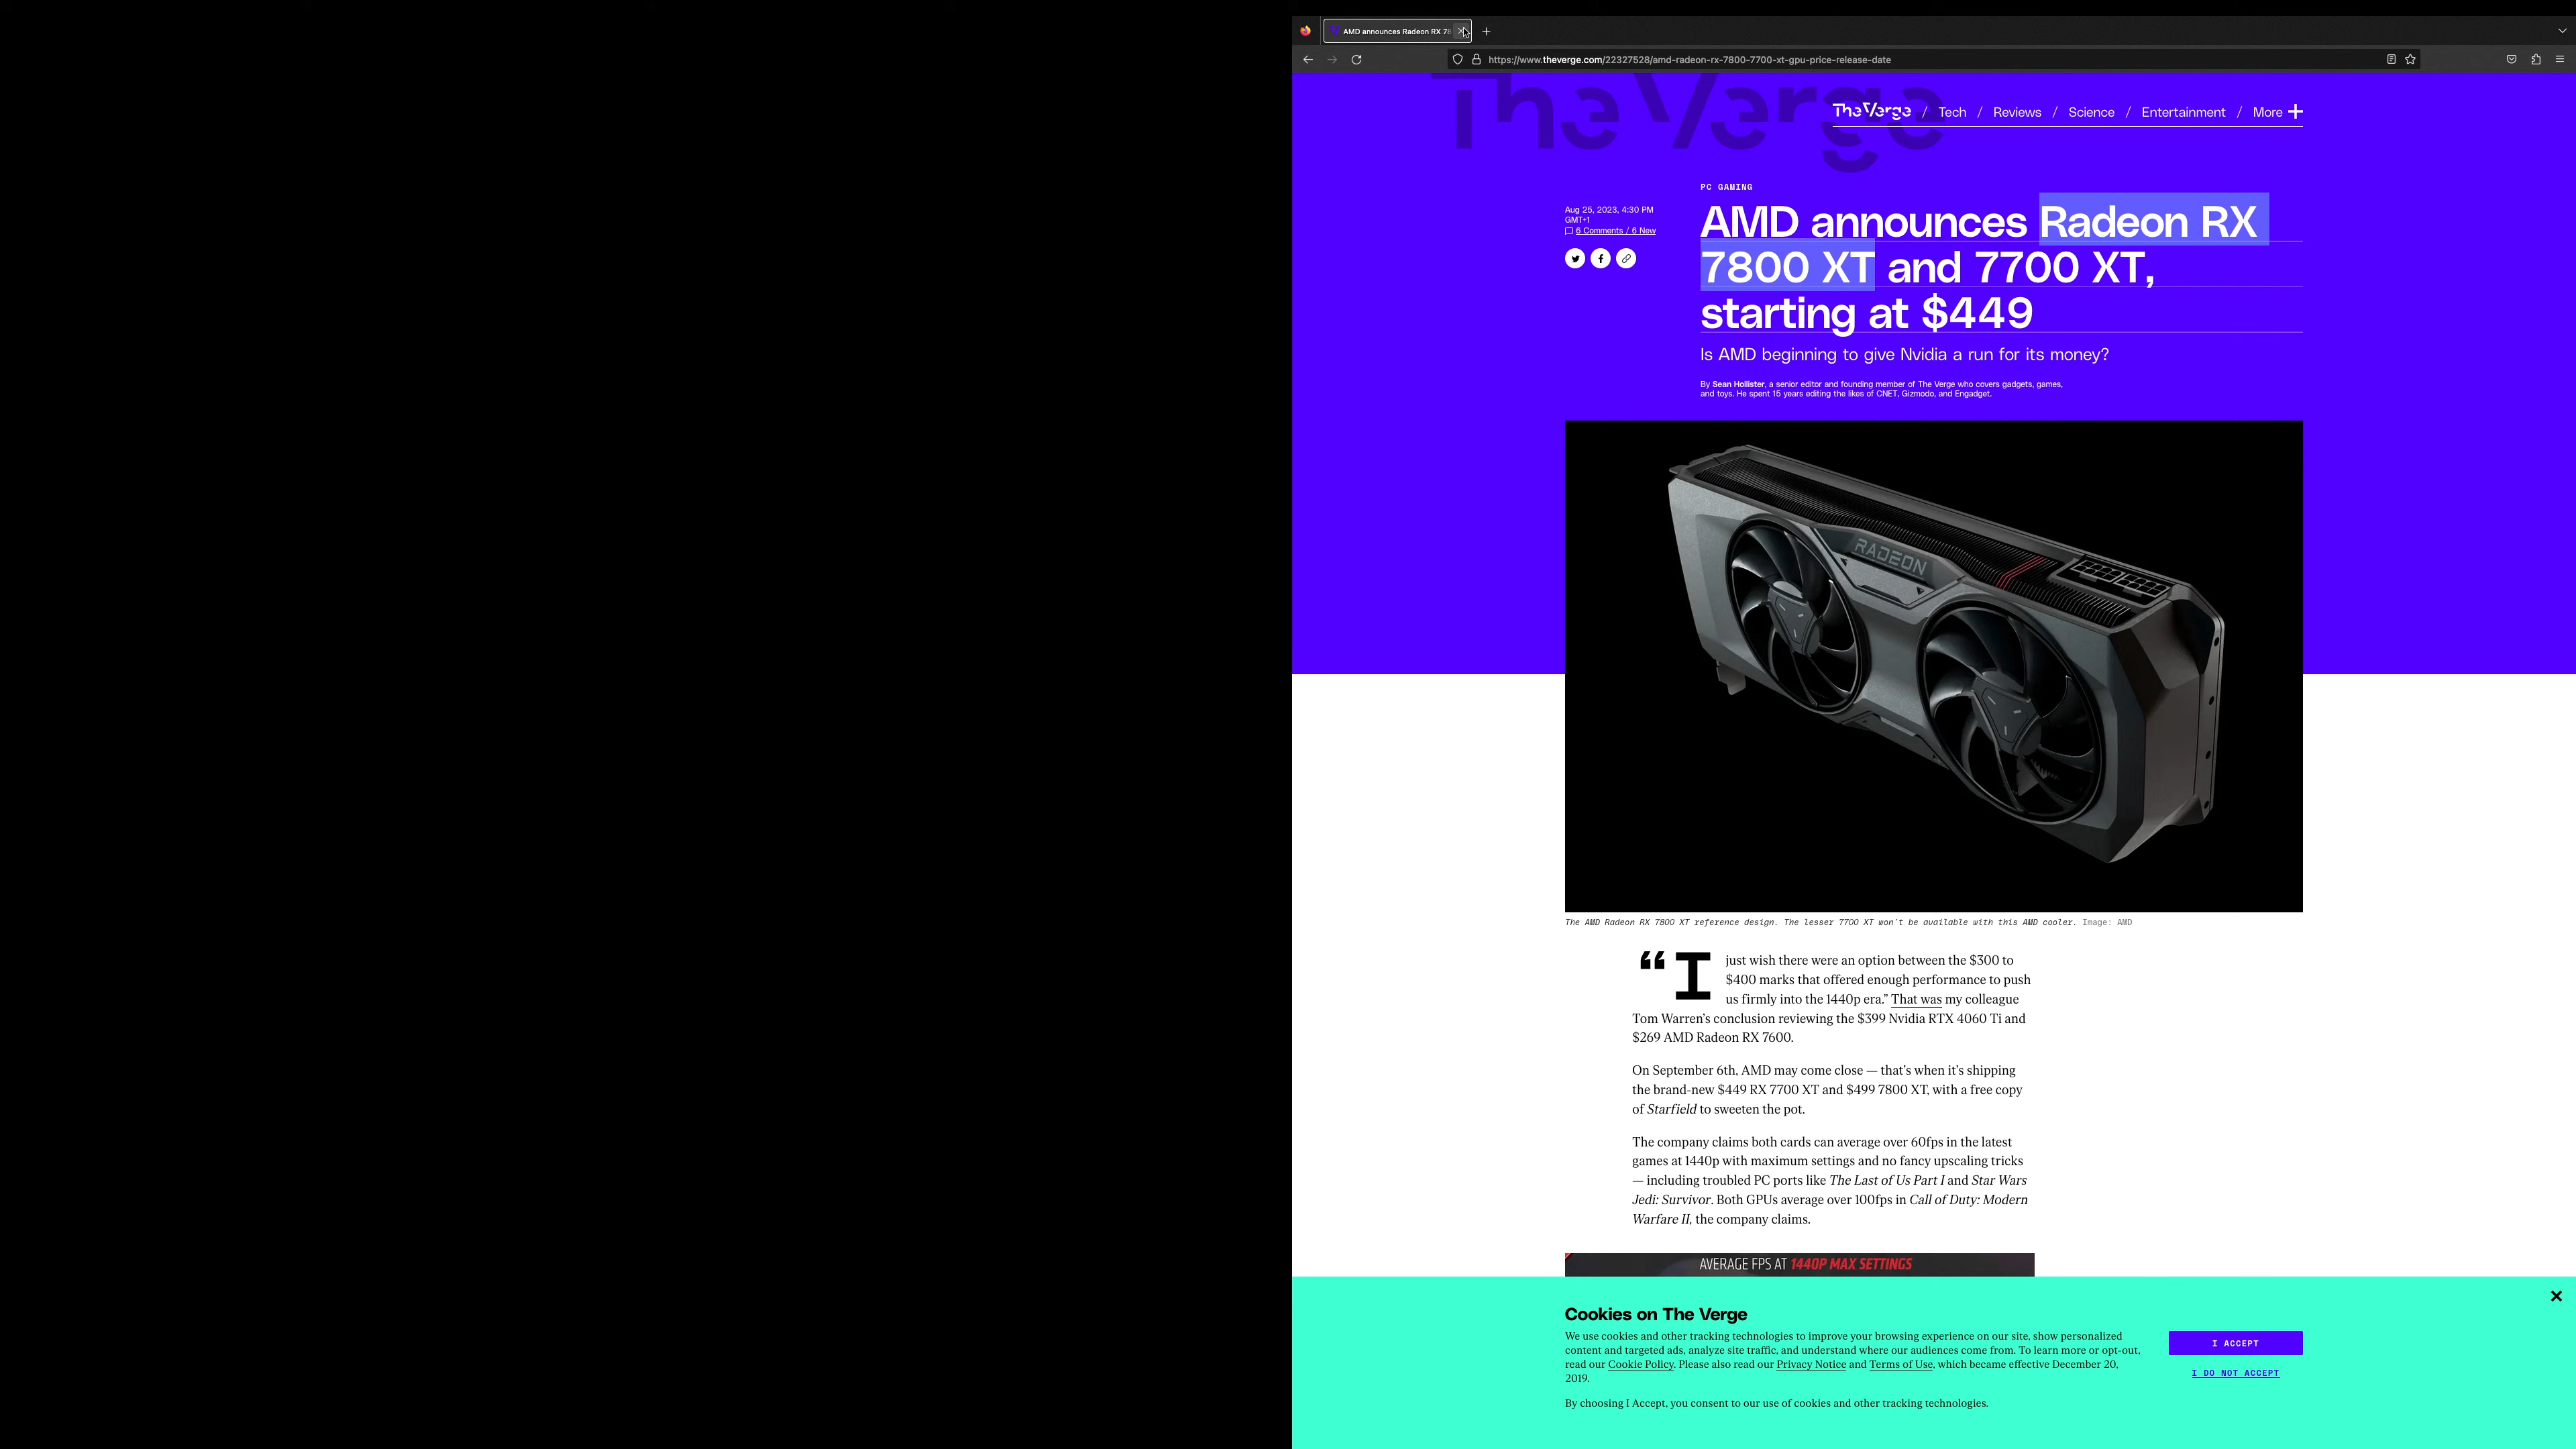 AMD announces Radeon RX 78
https://www.theverge.com/22327528/amd-radeon-rx-7800-7700-xt-gpu-price-release-date
The Verge
The Verge / Tech / Reviews / Science / Entertainment / More
PC GAMING
Aug 25, 2023, 4:30 PM
GMT+1
6 Comments / 6 New
AMD announces Radeon RX
7800 XT and 7700 XT,
starting at $449
Is AMD beginning to give Nvidia a run for its money?
By Sean Hollister, a senior editor and founding member of The Verge who covers gadgets, games,
and toys. He spent 15 years editing the likes of CNET, Gizmodo, and Engadget.
RADEON
The AMD Radeon RX 7800 XT reference design. The lesser 7700 XT won't be available with this AMD cooler. Image: AMD
“I just wish there were an option between the $300 to
$400 marks that offered enough performance to push
us firmly into the 1440p era.” That was my colleague
Tom Warren’s conclusion reviewing the $399 Nvidia RTX 4060 Ti and
$269 AMD Radeon RX 7600.
On September 6th, AMD may come close — that’s when it’s shipping
the brand-new $449 RX 7700 XT and $499 7800 XT, with a free copy
of Starfield to sweeten the pot.
The company claims both cards can average over 60fps in the latest
games at 1440p with maximum settings and no fancy upscaling tricks
— including troubled PC ports like The Last of Us Part I and Star Wars
Jedi: Survivor. Both GPUs average over 100fps in Call of Duty: Modern
Warfare II, the company claims.
AVERAGE FPS AT 1440P MAX SETTINGS
Cookies on The Verge
We use cookies and other tracking technologies to improve your browsing experience on our site, show personalized
content and targeted ads, analyze site traffic, and understand where our audiences come from. To learn more or opt-out,
read our Cookie Policy. Please also read our Privacy Notice and Terms of Use, which became effective December 20,
2019.
By choosing I Accept, you consent to our use of cookies and other tracking technologies.
I ACCEPT
I DO NOT ACCEPT